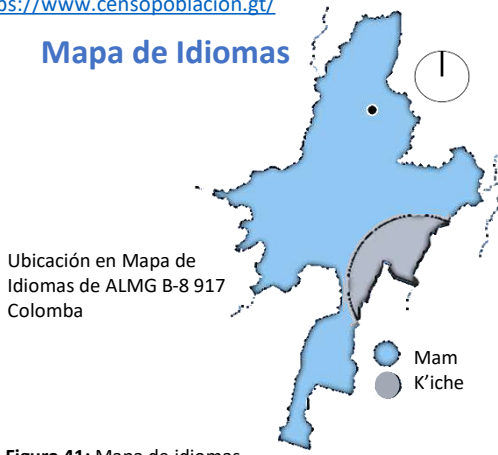 ps://www.censopoblacion.gt/
Mapa de Idiomas
Ubicación en Mapa de
Idiomas de ALMG B-8 917
Colomba
Mam
K'iche
Figura 41: Mapa de idiomas